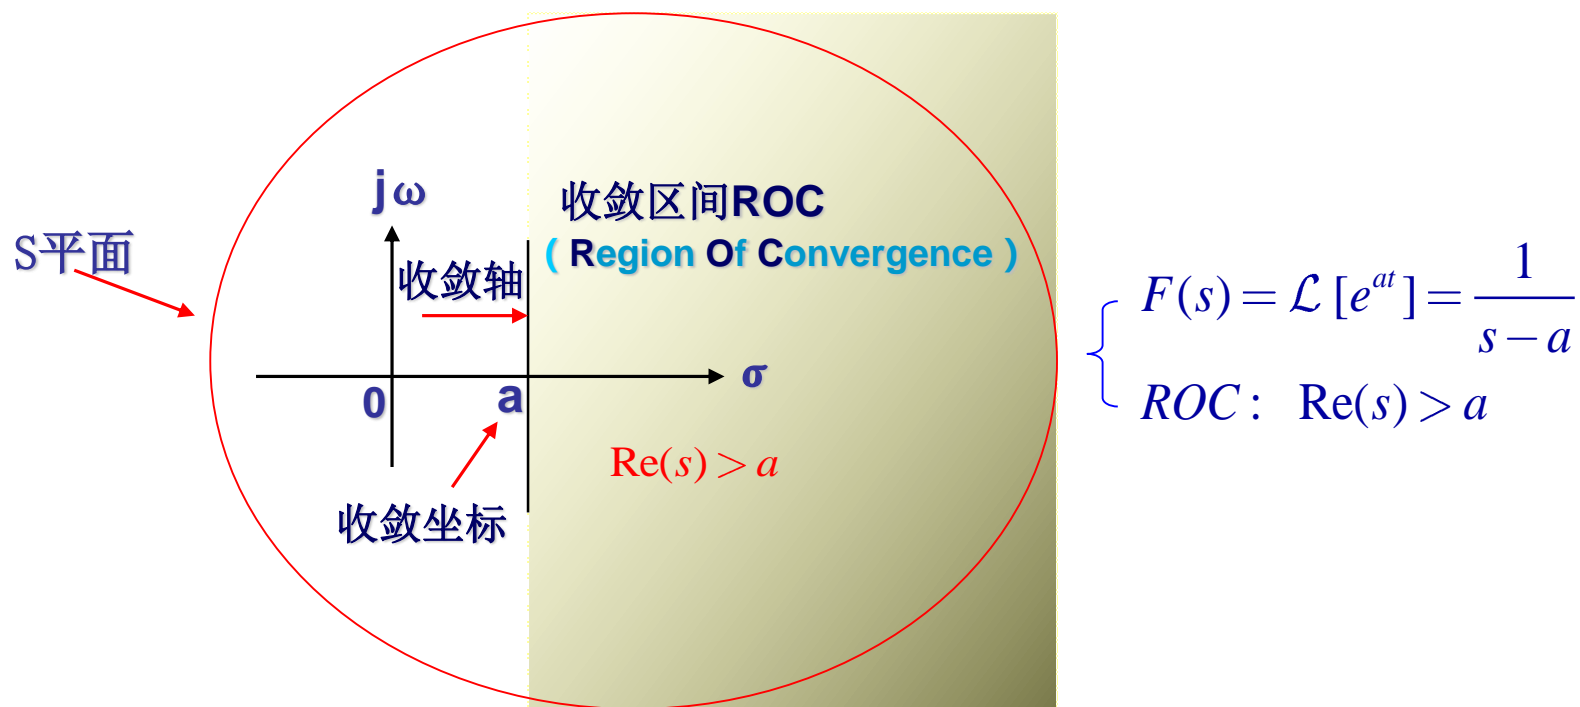 jω
收敛区间ROC
( Region Of Convergence )
S平面
收敛轴
σ
0
a
收敛坐标
Re(s) > a
F(s) = ℒ [e^{at}] = \frac{1}{s-a}
ROC : Re(s) > a